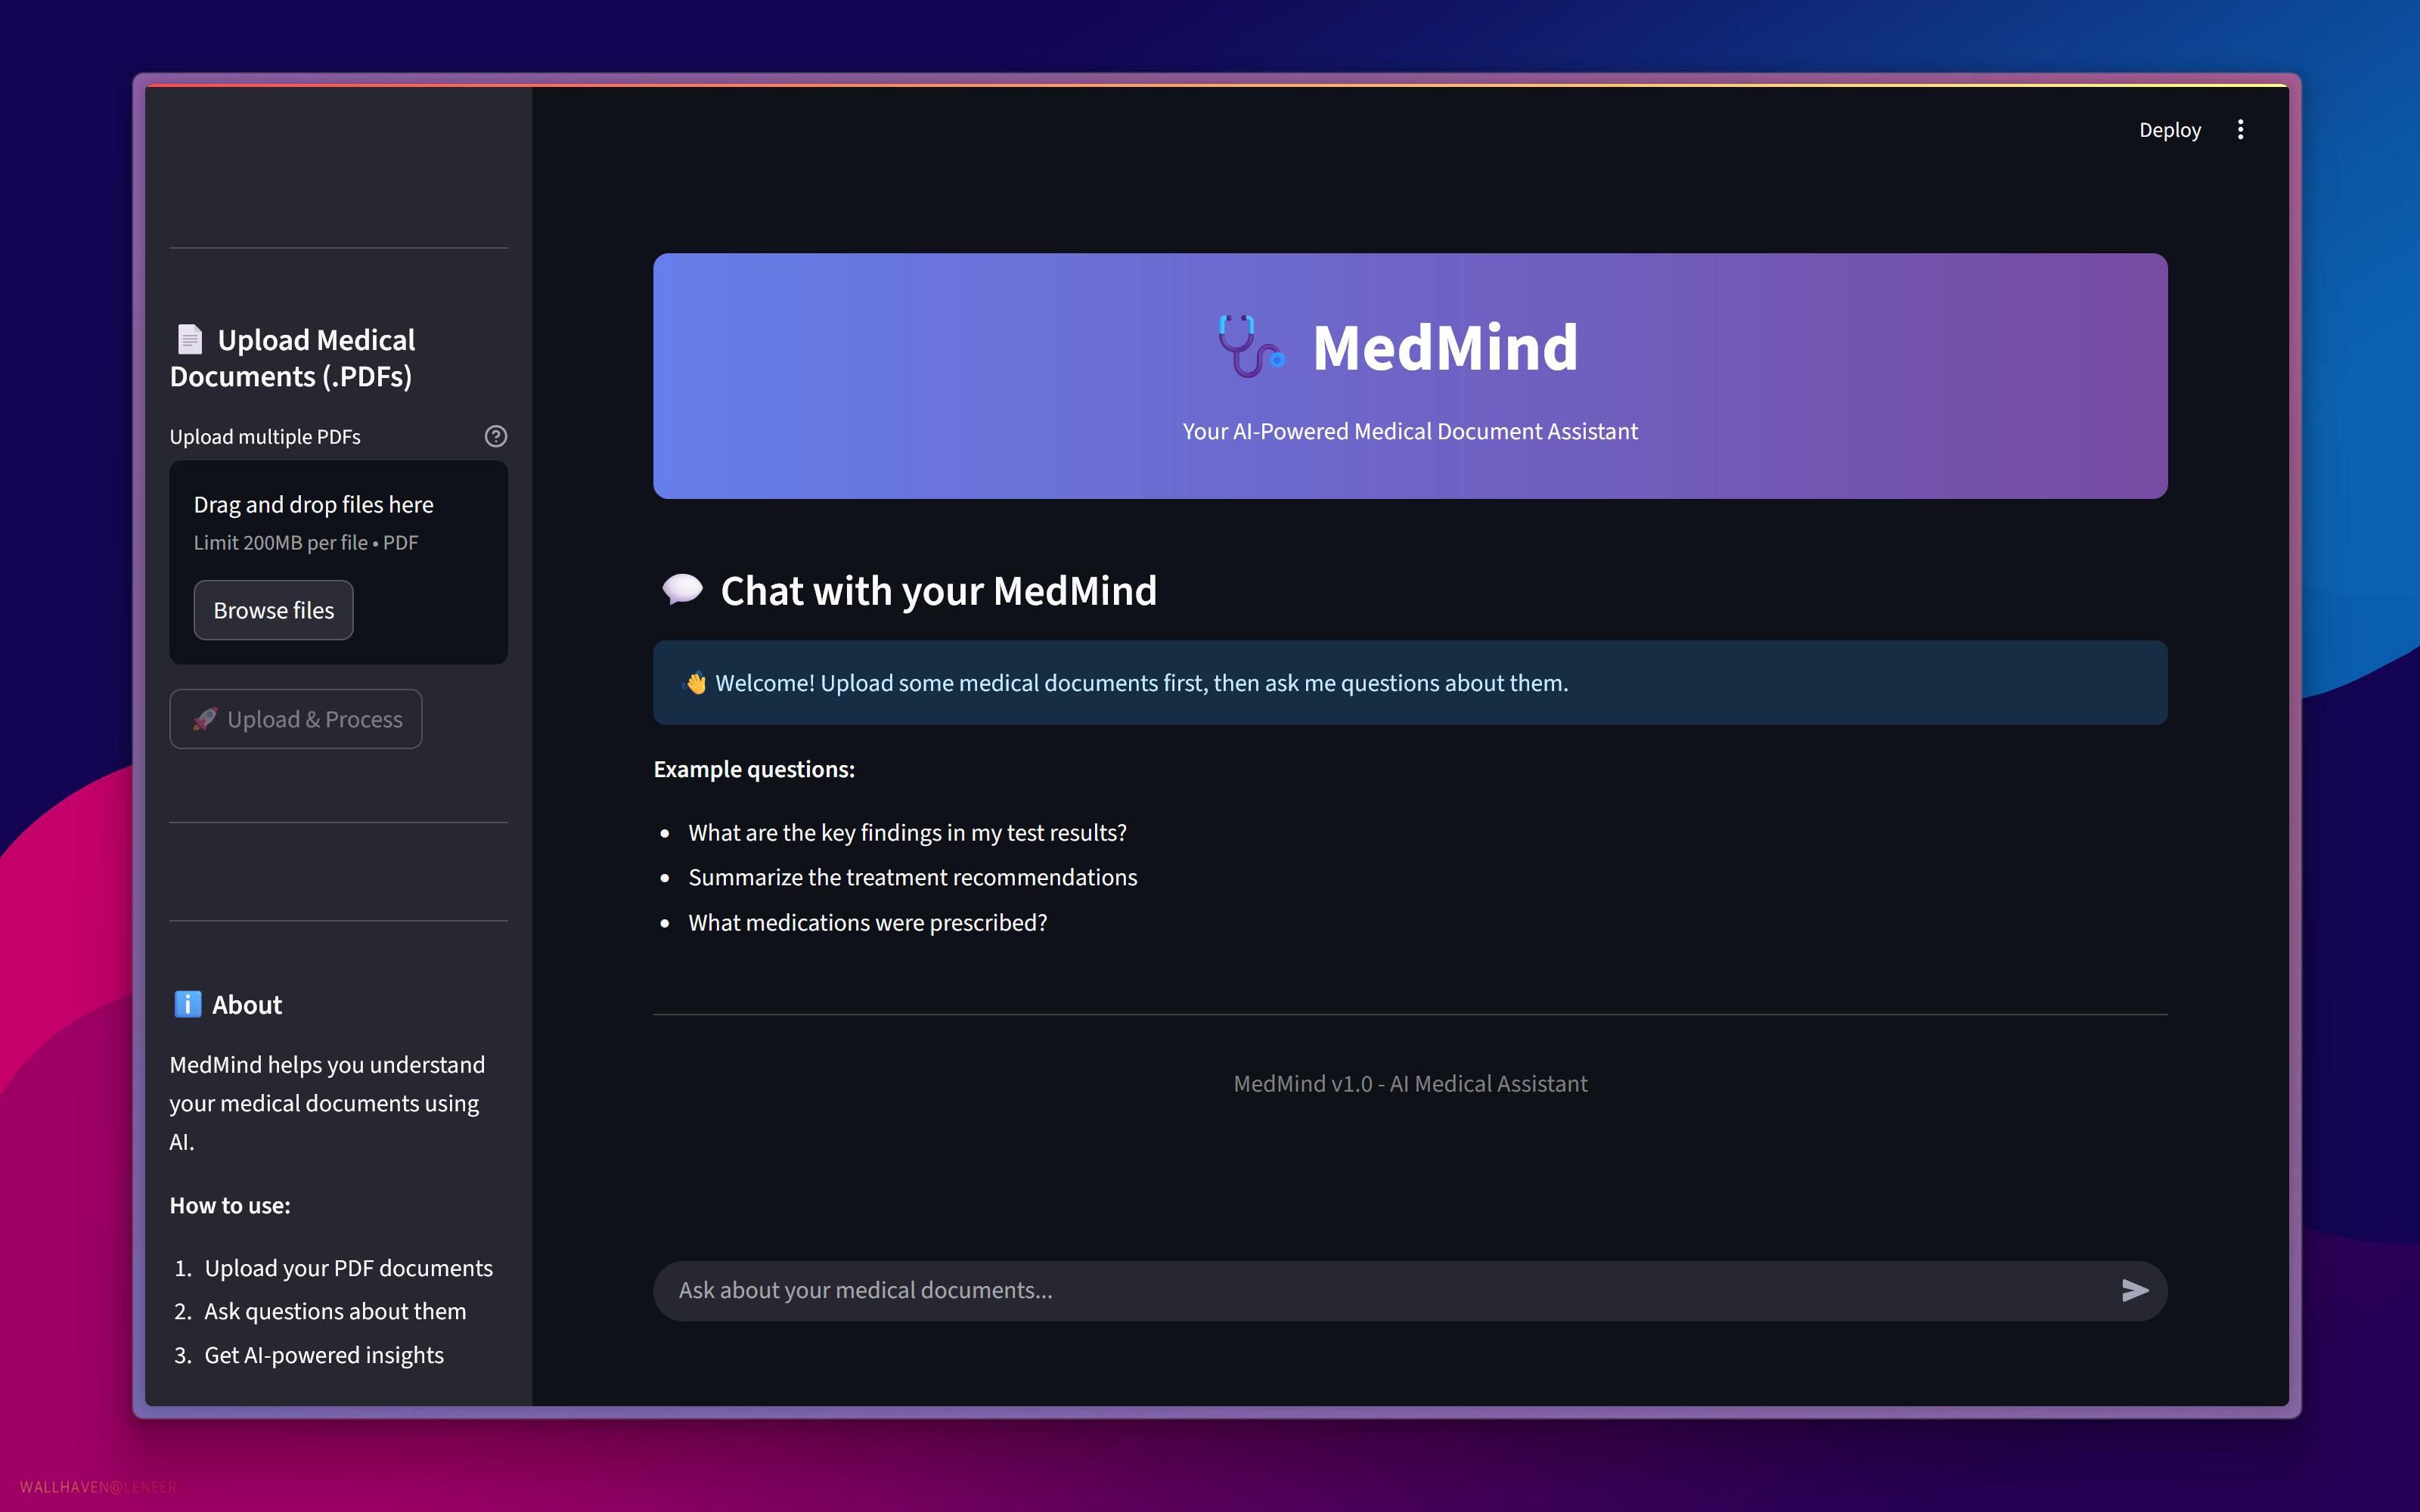 Deploy
📄 Upload Medical
Documents (.PDFs)
Upload multiple PDFs
Drag and drop files here
Limit 200MB per file • PDF
Browse files
🚀 Upload & Process
ℹ️ About
MedMind helps you understand
your medical documents using
AI.
How to use:
1. Upload your PDF documents
2. Ask questions about them
3. Get AI-powered insights
🩺 MedMind
Your AI-Powered Medical Document Assistant
💬 Chat with your MedMind
👋 Welcome! Upload some medical documents first, then ask me questions about them.
Example questions:
• What are the key findings in my test results?
• Summarize the treatment recommendations
• What medications were prescribed?
MedMind v1.0 - AI Medical Assistant
Ask about your medical documents...
WALLHAVEN@LENEER